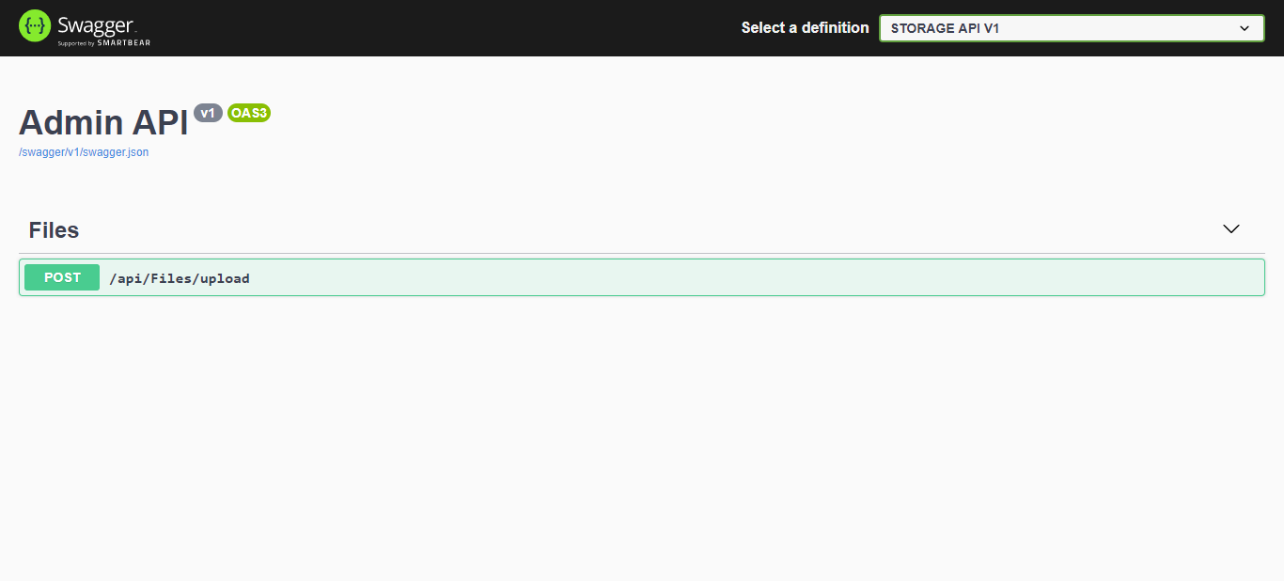 {···} Swagger
Supported by SMARTBEAR
Select a definition
STORAGE API V1
Admin API v1 OAS3
/swagger/v1/swagger.json
Files
POST /api/Files/upload